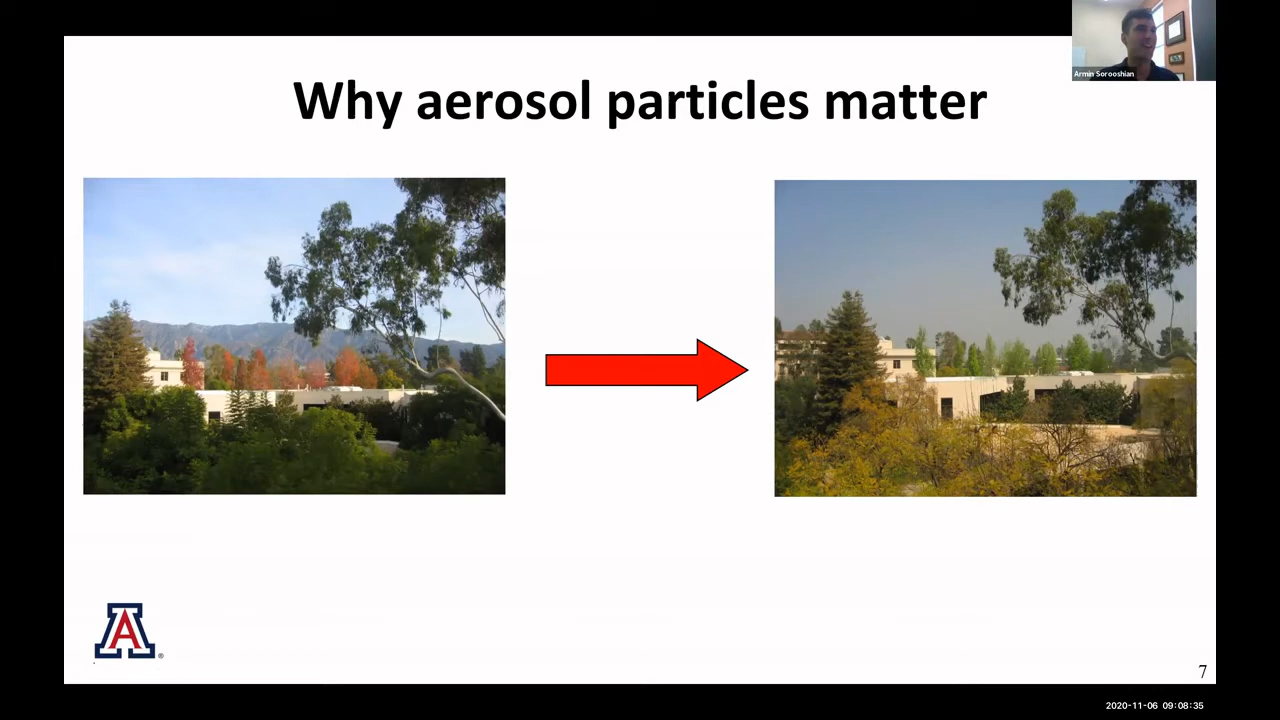 Armin Sorooshian
Why aerosol particles matter
A
®
7
2020-11-06 09:08:35